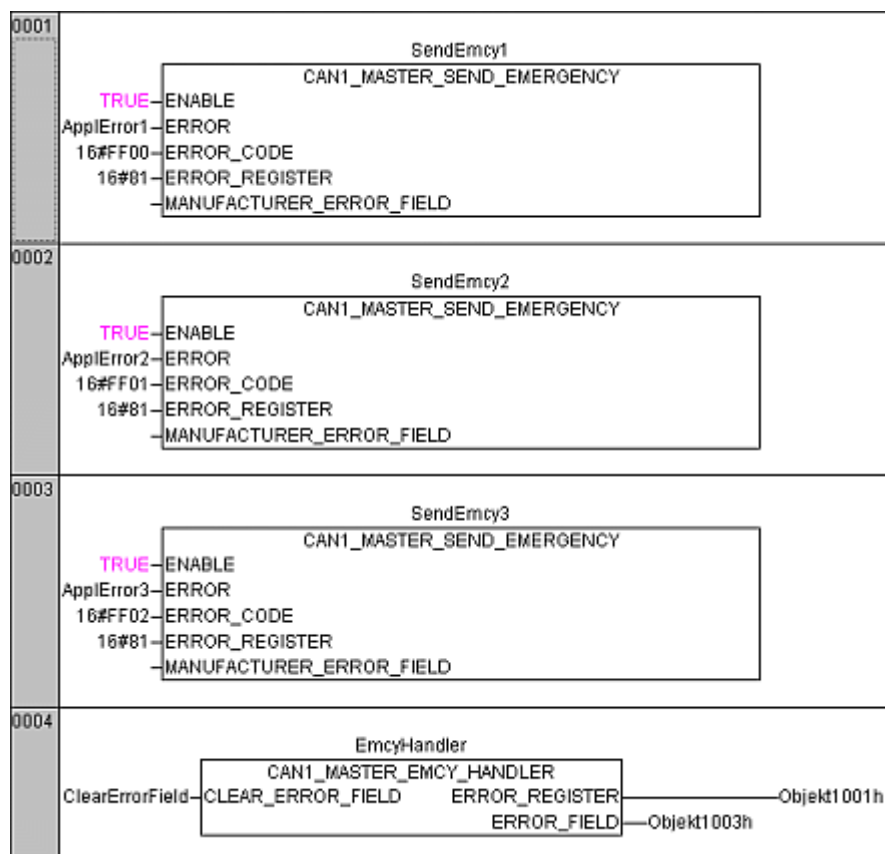 0001
SendEmcy1
CAN1_MASTER_SEND_EMERGENCY
TRUE ENABLE
ApplError1 ERROR
16#FF00 ERROR_CODE
16#81 ERROR_REGISTER
MANUFACTURER_ERROR_FIELD
0002
SendEmcy2
CAN1_MASTER_SEND_EMERGENCY
TRUE ENABLE
ApplError2 ERROR
16#FF01 ERROR_CODE
16#81 ERROR_REGISTER
MANUFACTURER_ERROR_FIELD
0003
SendEmcy3
CAN1_MASTER_SEND_EMERGENCY
TRUE ENABLE
ApplError3 ERROR
16#FF02 ERROR_CODE
16#81 ERROR_REGISTER
MANUFACTURER_ERROR_FIELD
0004
EmcyHandler
CAN1_MASTER_EMCY_HANDLER
ClearErrorField CLEAR_ERROR_FIELD ERROR_REGISTER Objekt1001h
ERROR_FIELD Objekt1003h